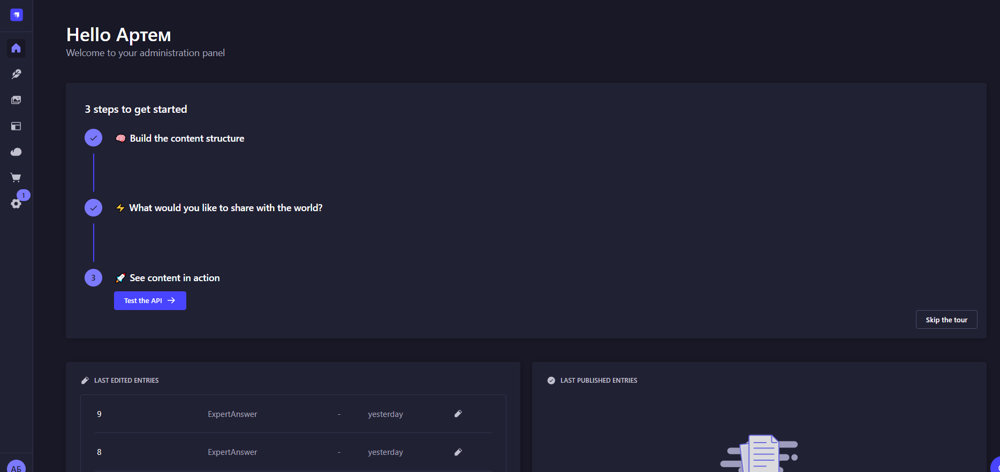 Hello Артем
Welcome to your administration panel
3 steps to get started
🧠 Build the content structure
⚡ What would you like to share with the world?
3
🚀 See content in action
Test the API
Skip the tour
1
LAST EDITED ENTRIES
9 ExpertAnswer - yesterday
8 ExpertAnswer - yesterday
LAST PUBLISHED ENTRIES
АБ